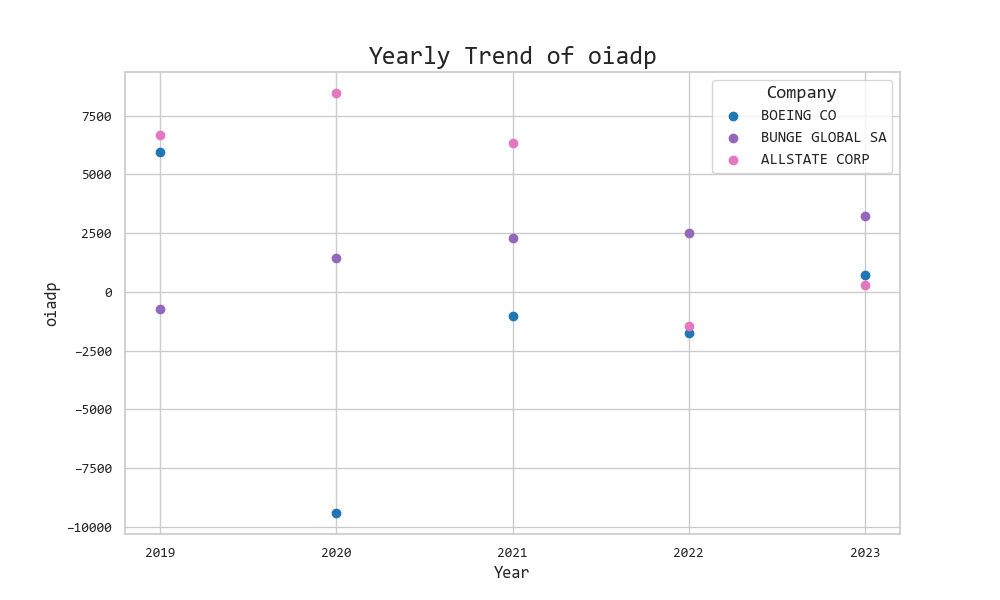 Yearly Trend of oiadp
Company
BOEING CO
BUNGE GLOBAL SA
ALLSTATE CORP
oiadp
7500
5000
2500
0
−2500
−5000
−7500
−10000
2019 2020 2021 2022 2023
Year